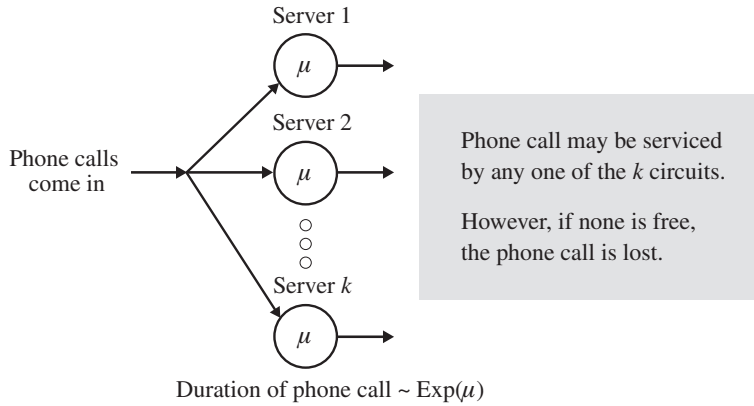 Server 1
μ
Server 2
μ
Phone calls
come in
Server k
μ
Duration of phone call ~ Exp(μ)
Phone call may be serviced
by any one of the k circuits.
However, if none is free,
the phone call is lost.